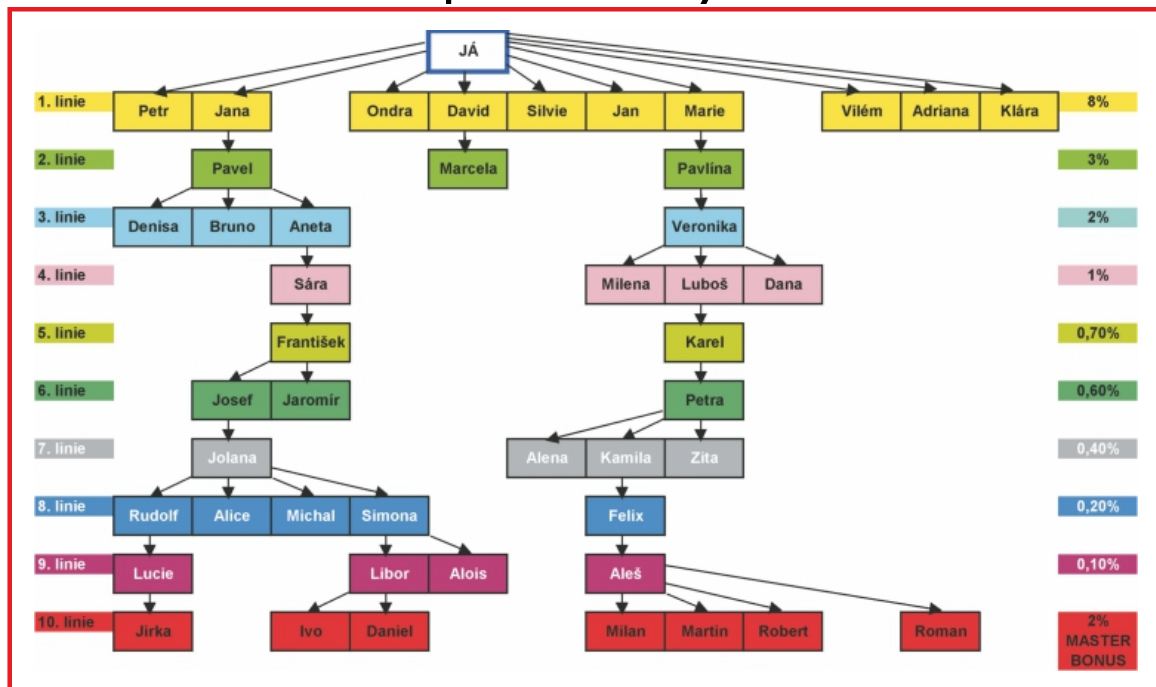 JÁ
1. linie Petr Jana Ondra David Silvie Jan Marie Vilém Adriana Klára 8%
2. linie Pavel Marcela Pavlína 3%
3. linie Denisa Bruno Aneta Veronika 2%
4. linie Sára Milena Luboš Dana 1%
5. linie František Karel 0,70%
6. linie Josef Jaromír Petra 0,60%
7. linie Jolana Alena Kamila Zita 0,40%
8. linie Rudolf Alice Michal Simona Felix 0,20%
9. linie Lucie Libor Alois Aleš 0,10%
10. linie Jirka Ivo Daniel Milan Martin Robert Roman 2%
MASTER
BONUS